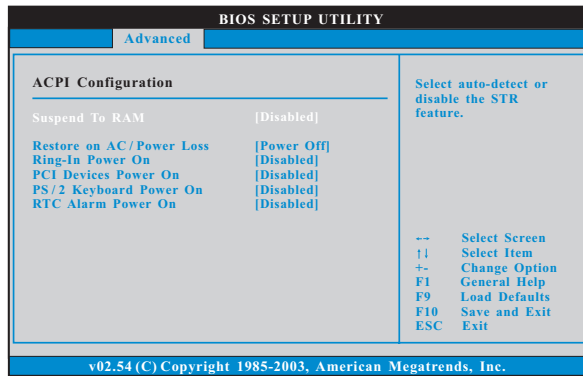 BIOS SETUP UTILITY
Advanced
ACPI Configuration
Suspend To RAM [Disabled]
Restore on AC / Power Loss [Power Off]
Ring-In Power On [Disabled]
PCI Devices Power On [Disabled]
PS / 2 Keyboard Power On [Disabled]
RTC Alarm Power On [Disabled]
Select auto-detect or
disable the STR
feature.
←→ Select Screen
↑↓ Select Item
+- Change Option
F1 General Help
F9 Load Defaults
F10 Save and Exit
ESC Exit
v02.54 (C) Copyright 1985-2003, American Megatrends, Inc.